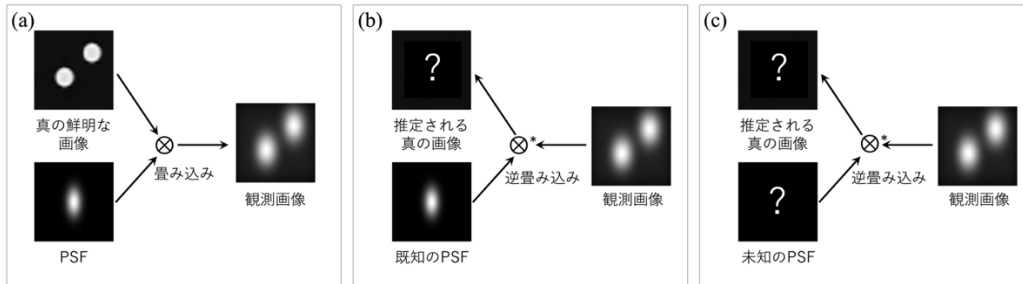 (a)
真の鮮明な
画像
畳み込み
観測画像
PSF
(b)
?
推定される
真の画像
*
逆畳み込み
観測画像
既知のPSF
(c)
?
推定される
真の画像
*
逆畳み込み
観測画像
?
未知のPSF